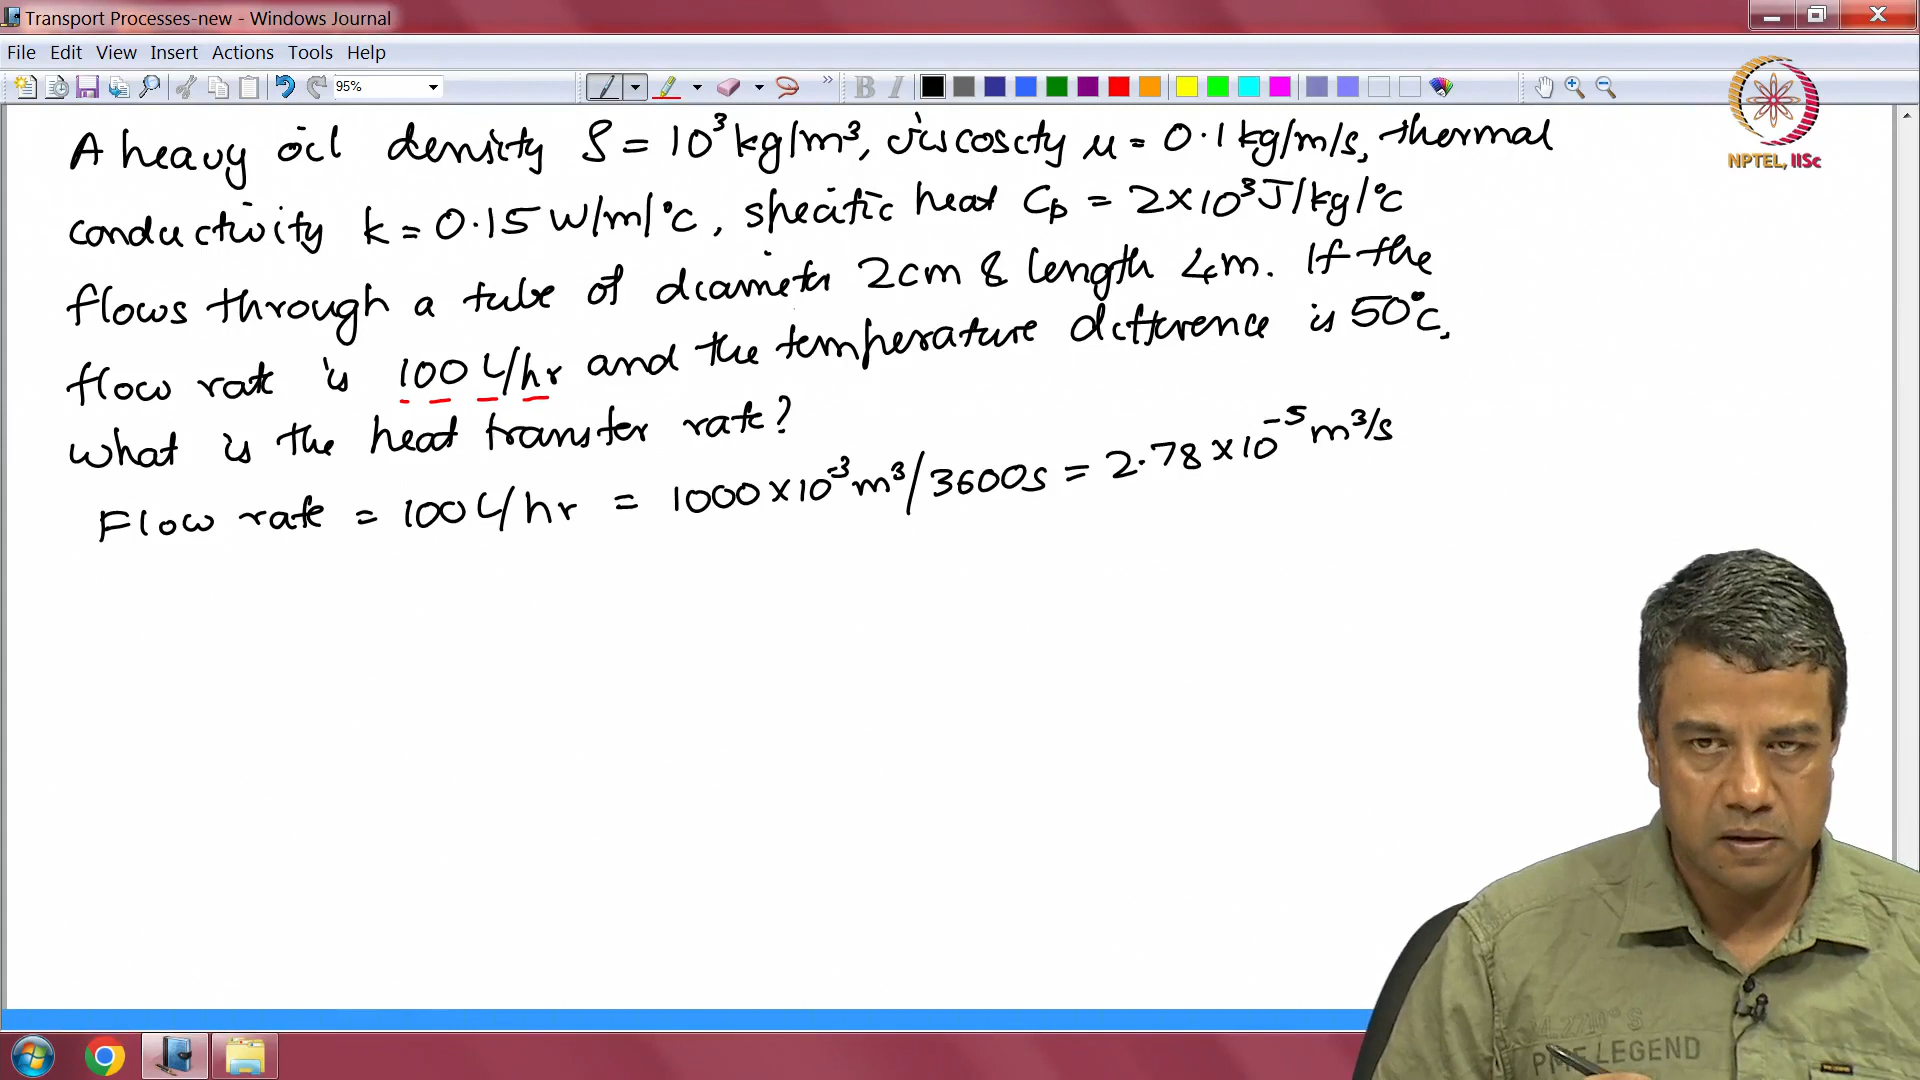 Transport Processes-new - Windows Journal
File Edit View Insert Actions Tools Help
95%
B I
NPTEL, IISc
A heavy oil density ρ = 10³ kg/m³, viscosity μ = 0.1 kg/m/s, thermal
conductivity k = 0.15 W/m/°C, specific heat Cp = 2×10³ J/kg/°C
flows through a tube of diameter 2cm & length 4m. If the
flow rate is 100 L/hr and the temperature difference is 50°C,
what is the heat transfer rate?
Flow rate = 100 L/hr = 1000×10⁻³ m³/3600s = 2.78×10⁻⁵ m³/s
LEGEND